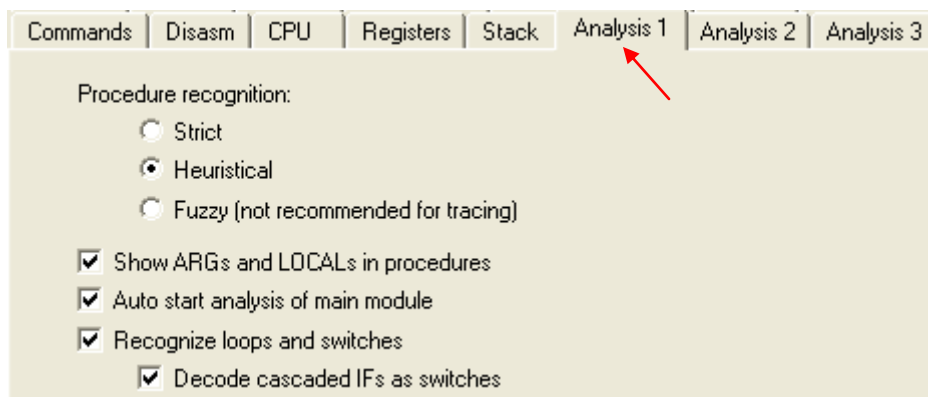 Commands Disasm CPU Registers Stack Analysis 1 Analysis 2 Analysis 3
Procedure recognition:
Strict
Heuristical
Fuzzy (not recommended for tracing)
Show ARGs and LOCALs in procedures
Auto start analysis of main module
Recognize loops and switches
Decode cascaded IFs as switches